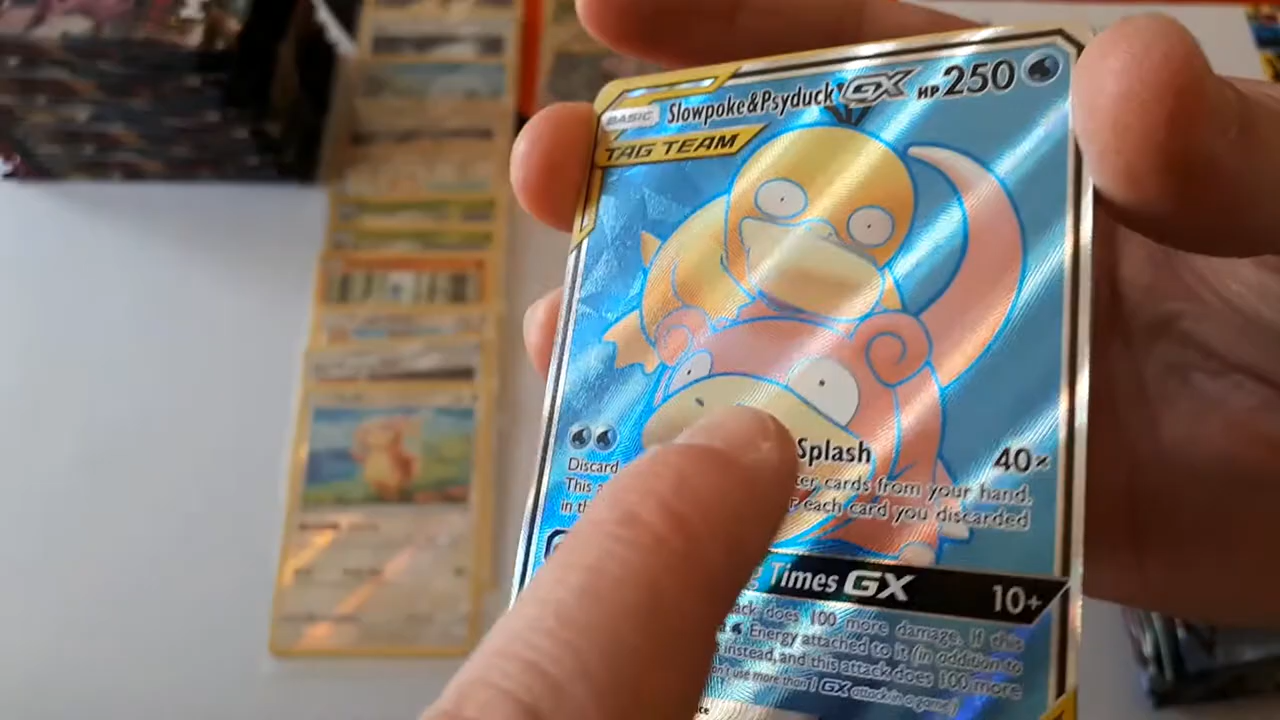 BASIC Slowpoke&Psyduck GX HP 250
TAG TEAM
Splash 40×
Discard ter cards from your hand.
This a r each card you discarded
in th
Times GX 10+
ack does 100 more damage. If this
Energy attached to it (in addition to
instead, and this attack does 100 more
n't use more than 1 GX attack in a game.)